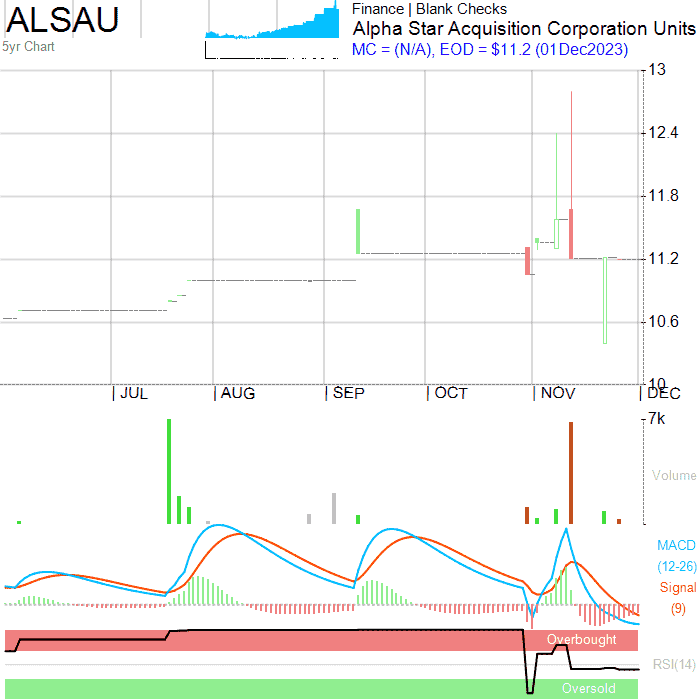 ALSAU
5yr Chart
Finance | Blank Checks
Alpha Star Acquisition Corporation Units
MC = (N/A), EOD = $11.2 (01Dec2023)
13
12.4
11.8
11.2
10.6
10
| JUL | AUG | SEP | OCT | NOV | DEC
7k
Volume
MACD
(12-26)
Signal
(9)
Overbought
RSI(14)
Oversold